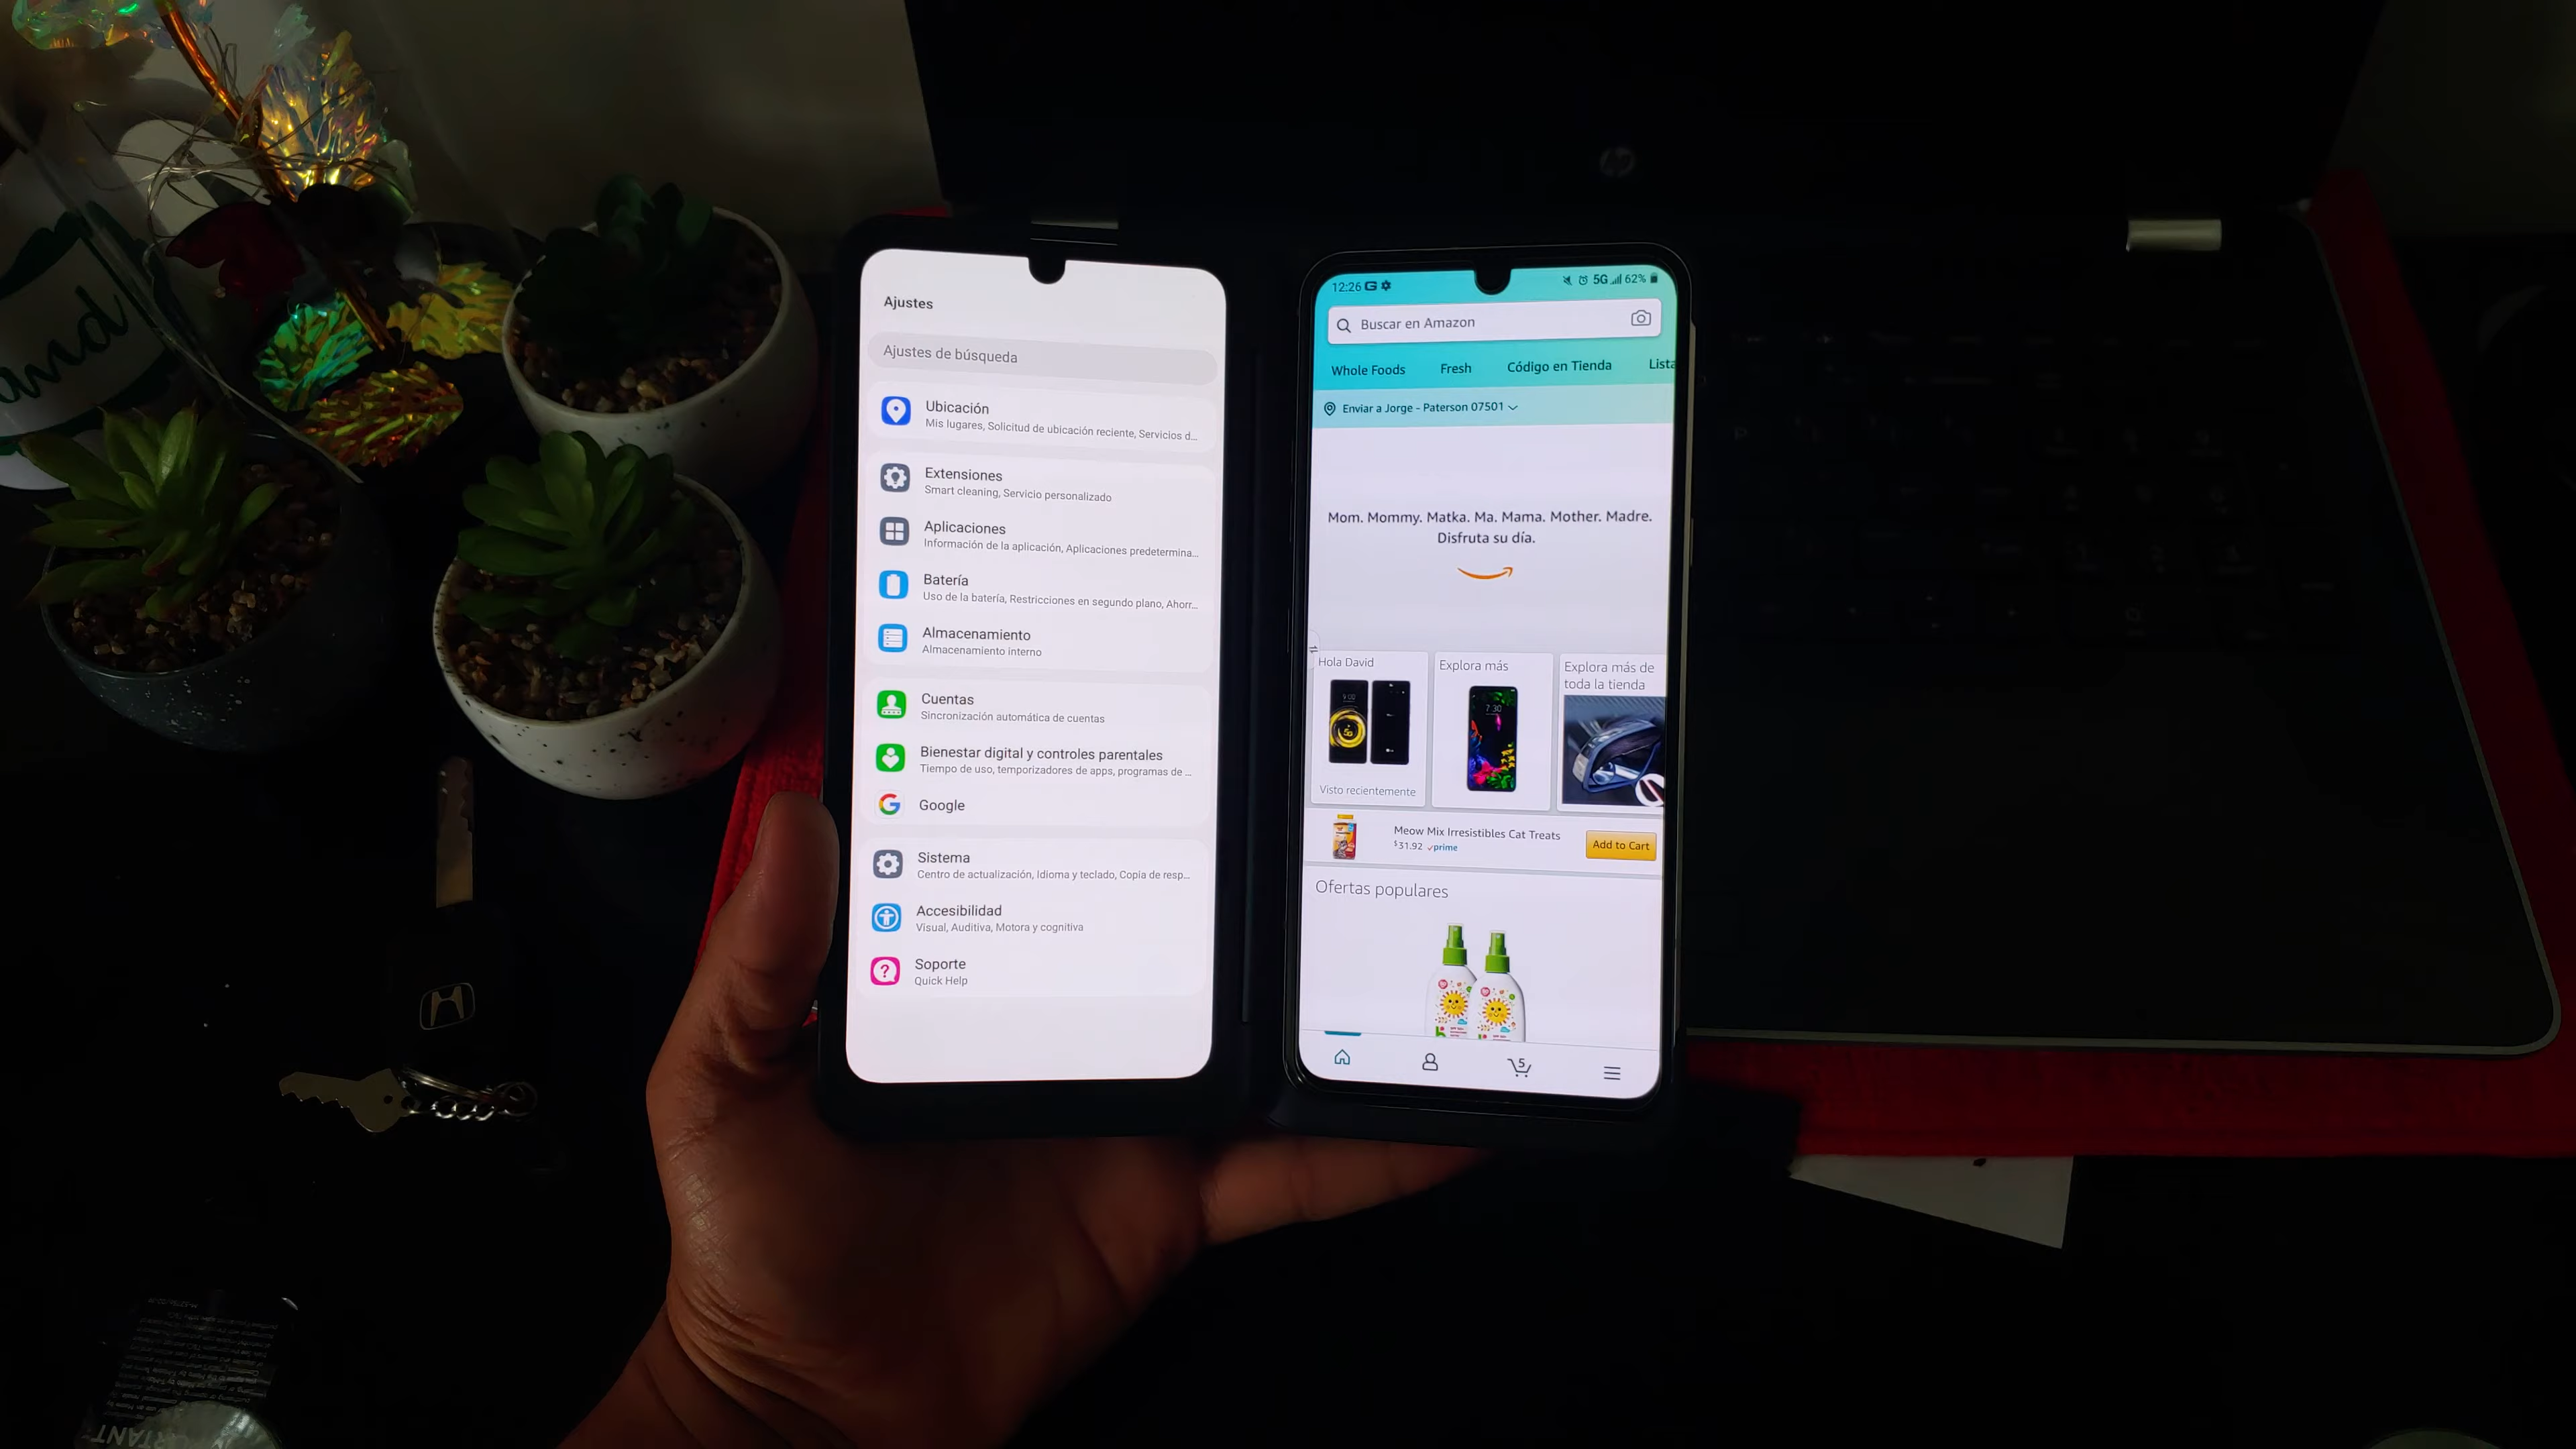 and
hp
Ajustes
Ajustes de búsqueda
Ubicación
Mis lugares, Solicitud de ubicación reciente, Servicios d...
Extensiones
Smart cleaning, Servicio personalizado
Aplicaciones
Información de la aplicación, Aplicaciones predetermina...
Batería
Uso de la batería, Restricciones en segundo plano, Ahorr...
Almacenamiento
Almacenamiento interno
Cuentas
Sincronización automática de cuentas
Bienestar digital y controles parentales
Tiempo de uso, temporizadores de apps, programas de ...
Google
Sistema
Centro de actualización, Idioma y teclado, Copia de resp...
Accesibilidad
Visual, Auditiva, Motora y cognitiva
Soporte
Quick Help
12:26 5G 62%
Buscar en Amazon
Whole Foods Fresh Código en Tienda Lista
Enviar a Jorge - Paterson 07501
Mom. Mommy. Matka. Ma. Mama. Mother. Madre.
Disfruta su día.
Hola David
9:00
Visto recientemente
Explora más
7:30
Explora más de
toda la tienda
Meow Mix Irresistibles Cat Treats
$31.92 prime
Add to Cart
Ofertas populares
5